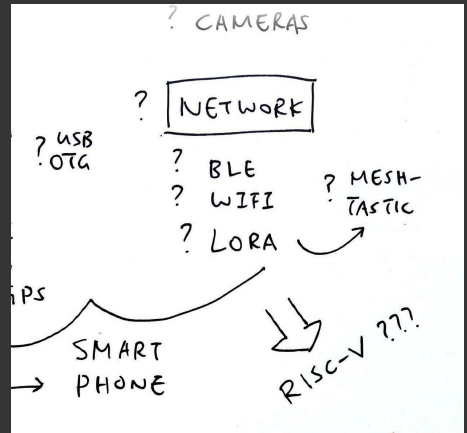 ? CAMERAS
? NETWORK
? USB
OTG
? BLE
? WIFI
? LORA
? MESH-
TASTIC
PS
SMART
→ PHONE
RISC-V ???